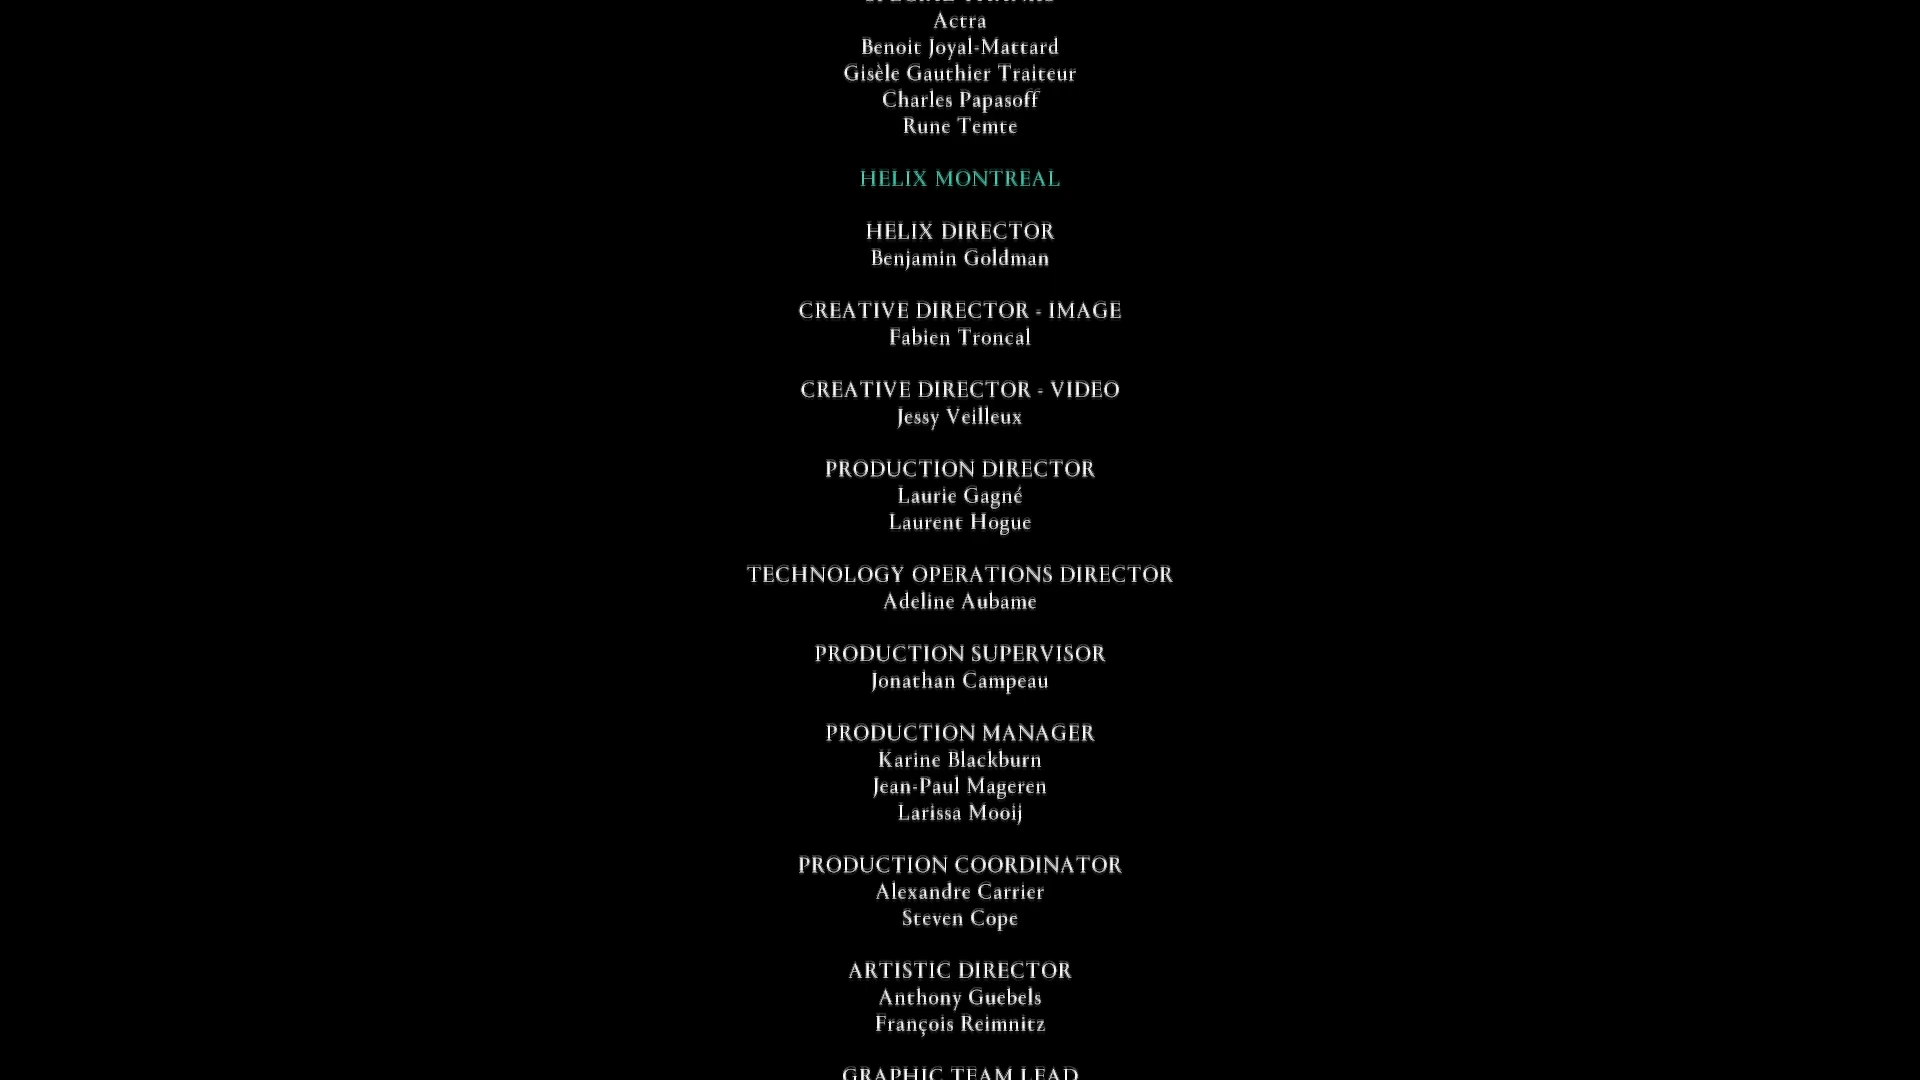 SPECIAL THANKS
Actra
Benoit Joyal-Mattard
Gisèle Gauthier Traiteur
Charles Papasoff
Rune Temte
HELIX MONTREAL
HELIX DIRECTOR
Benjamin Goldman
CREATIVE DIRECTOR - IMAGE
Fabien Troncal
CREATIVE DIRECTOR - VIDEO
Jessy Veilleux
PRODUCTION DIRECTOR
Laurie Gagné
Laurent Hogue
TECHNOLOGY OPERATIONS DIRECTOR
Adeline Aubame
PRODUCTION SUPERVISOR
Jonathan Campeau
PRODUCTION MANAGER
Karine Blackburn
Jean-Paul Mageren
Larissa Mooij
PRODUCTION COORDINATOR
Alexandre Carrier
Steven Cope
ARTISTIC DIRECTOR
Anthony Guebels
François Reimnitz
GRAPHIC TEAM LEAD